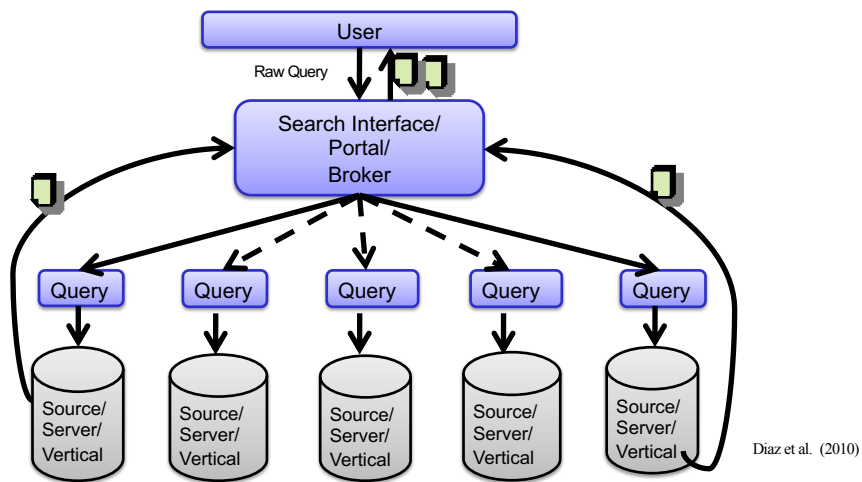 User
Raw Query
Search Interface/
Portal/
Broker
Query
Query
Query
Query
Query
Source/
Server/
Vertical
Source/
Server/
Vertical
Source/
Server/
Vertical
Source/
Server/
Vertical
Source/
Server/
Vertical
Diaz et al. (2010)